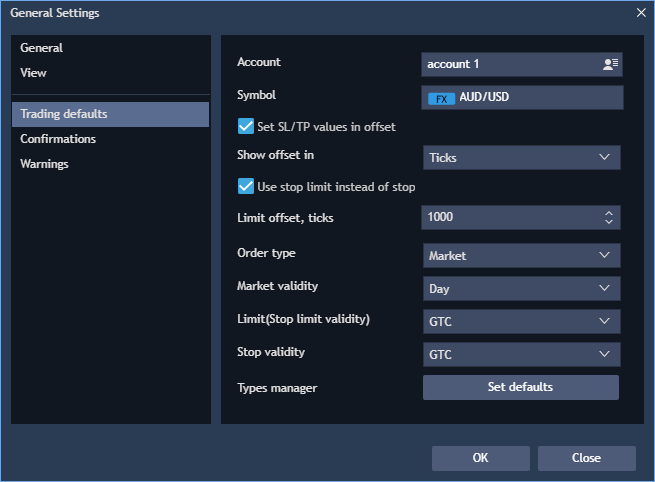 General Settings
General
View
Trading defaults
Confirmations
Warnings
Account
account 1
Symbol
FX AUD/USD
Set SL/TP values in offset
Show offset in
Ticks
Use stop limit instead of stop
Limit offset, ticks
1000
Order type
Market
Market validity
Day
Limit(Stop limit validity)
GTC
Stop validity
GTC
Types manager
Set defaults
OK
Close